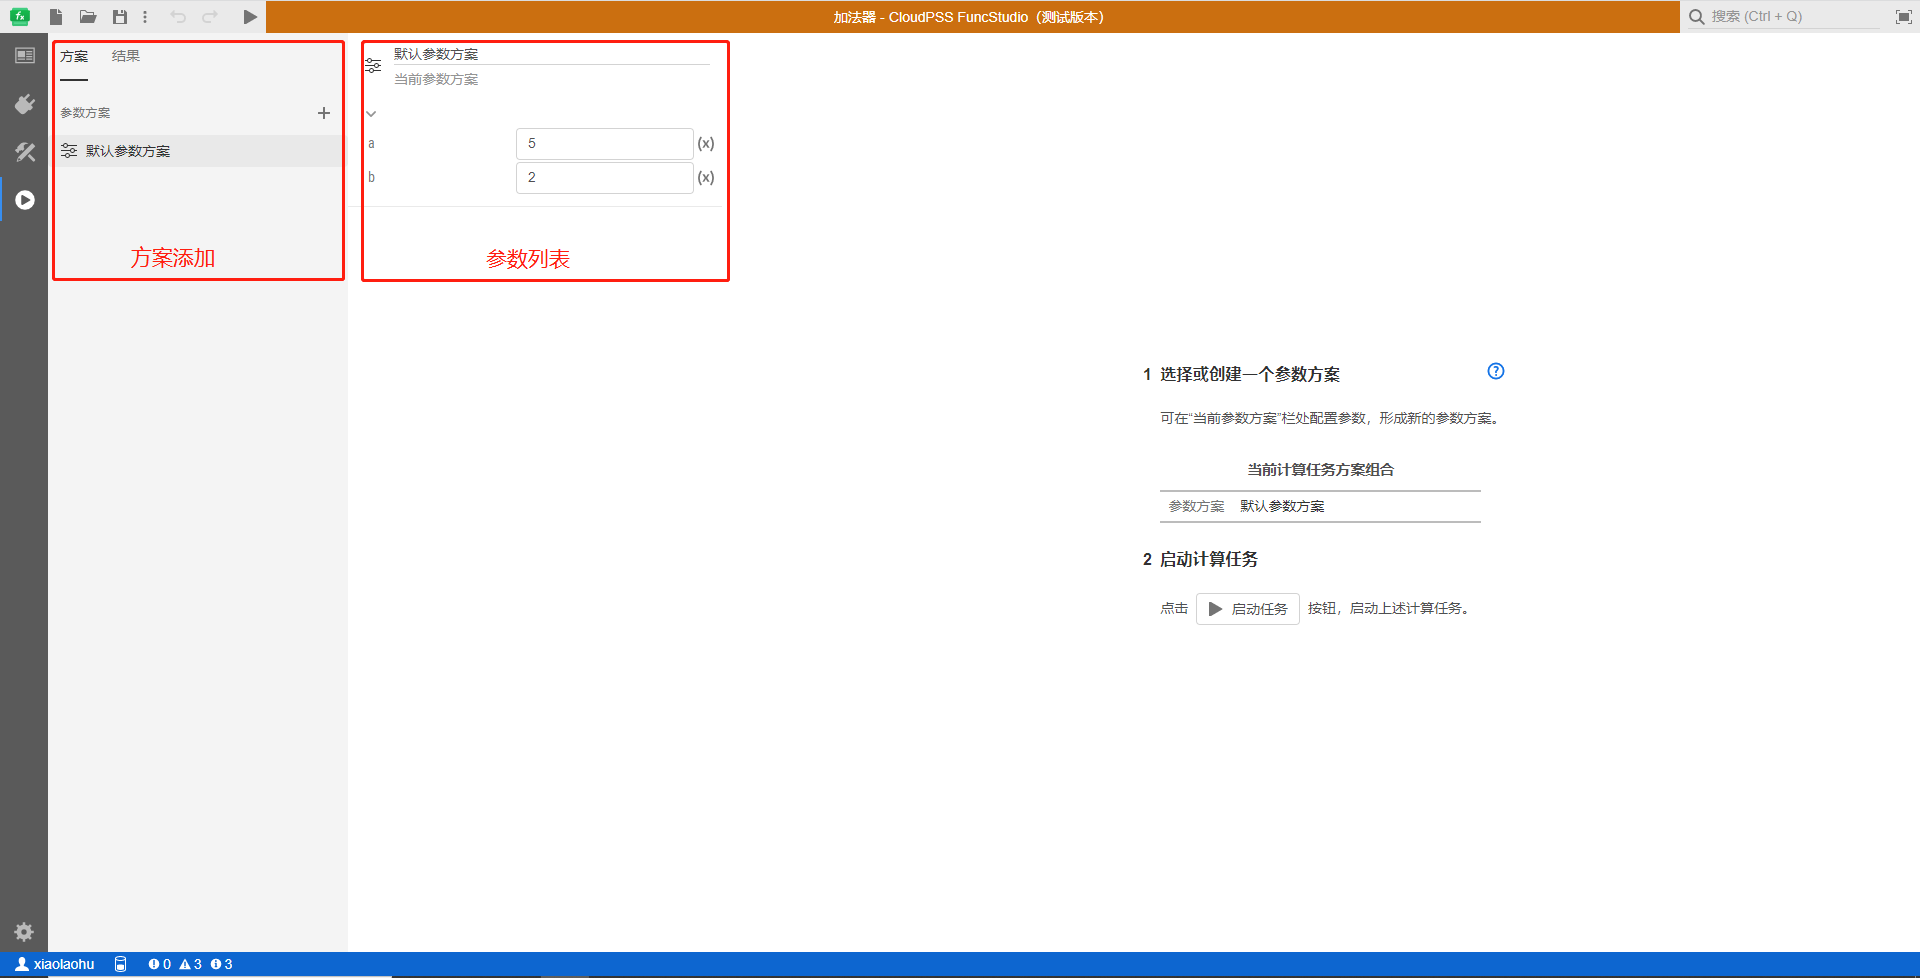 加法器 - CloudPSS FuncStudio（测试版本）
搜索 (Ctrl + Q)
方案 结果
参数方案
默认参数方案
方案添加
默认参数方案
当前参数方案
a 5 (x)
b 2 (x)
参数列表
1 选择或创建一个参数方案
可在“当前参数方案”栏处配置参数，形成新的参数方案。
当前计算任务方案组合
参数方案 默认参数方案
2 启动计算任务
点击 启动任务 按钮，启动上述计算任务。
xiaolaohu 0 3 3